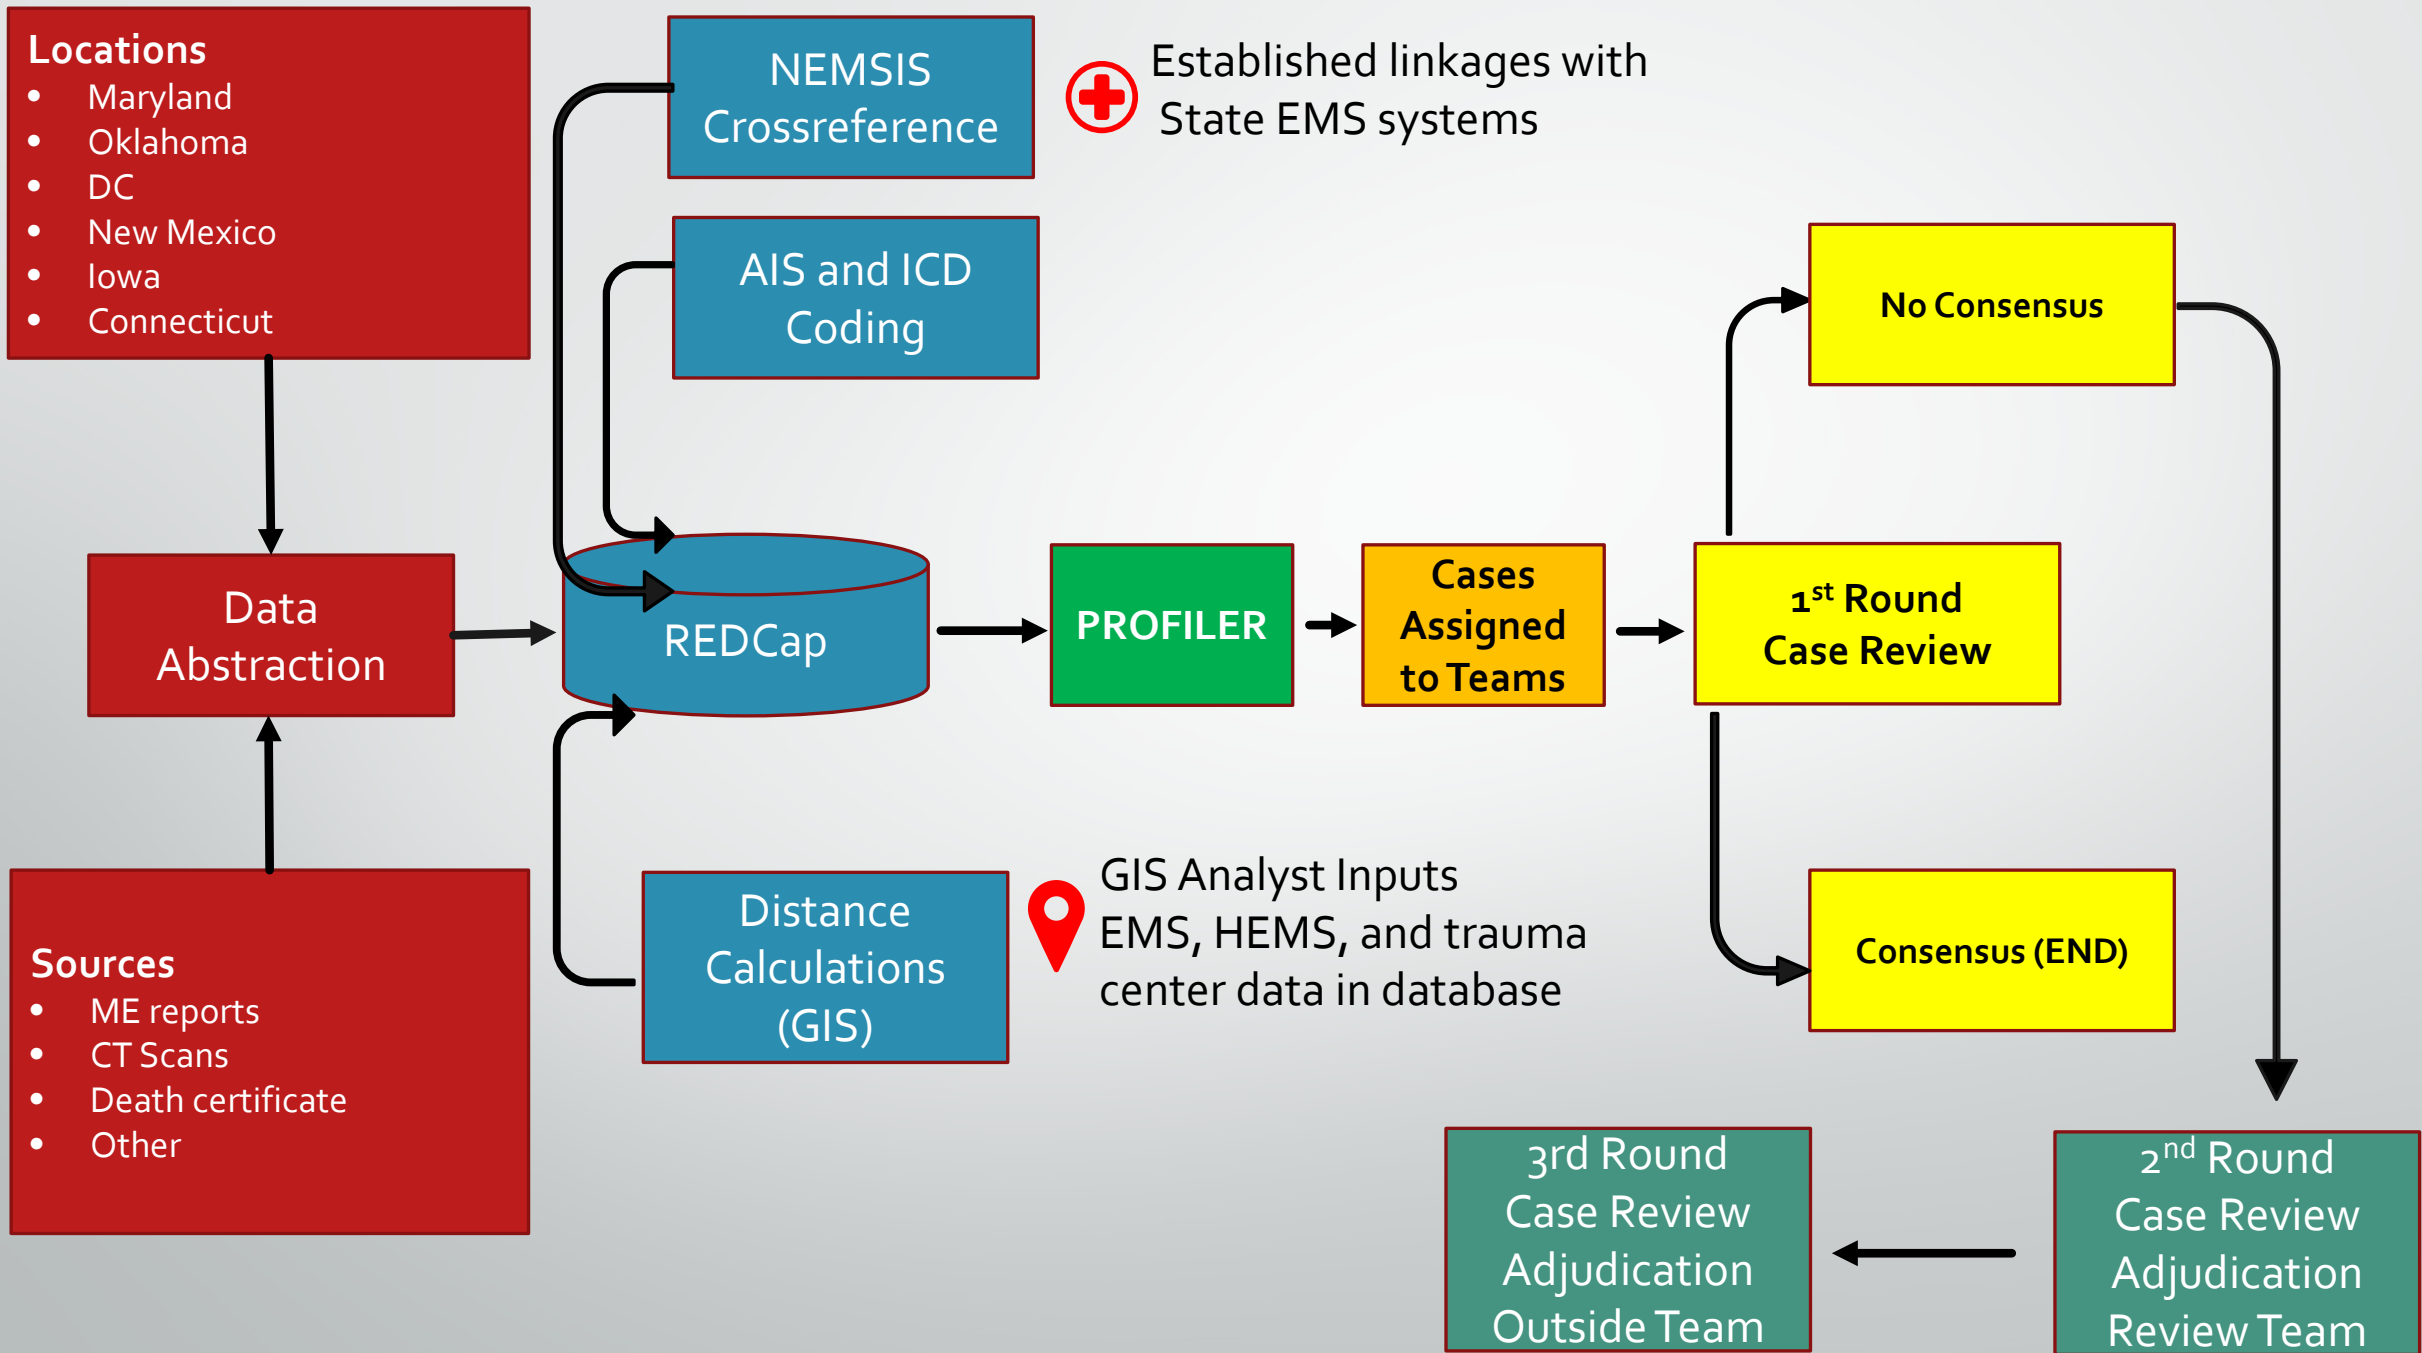 Locations
• Maryland
• Oklahoma
• DC
• New Mexico
• Iowa
• Connecticut
NEMSIS
Crossreference
Established linkages with
State EMS systems
AIS and ICD
Coding
No Consensus
Data
Abstraction
REDCap
PROFILER
Cases
Assigned
to Teams
1st Round
Case Review
Sources
• ME reports
• CT Scans
• Death certificate
• Other
Distance
Calculations
(GIS)
GIS Analyst Inputs
EMS, HEMS, and trauma
center data in database
Consensus (END)
3rd Round
Case Review
Adjudication
Outside Team
2nd Round
Case Review
Adjudication
Review Team